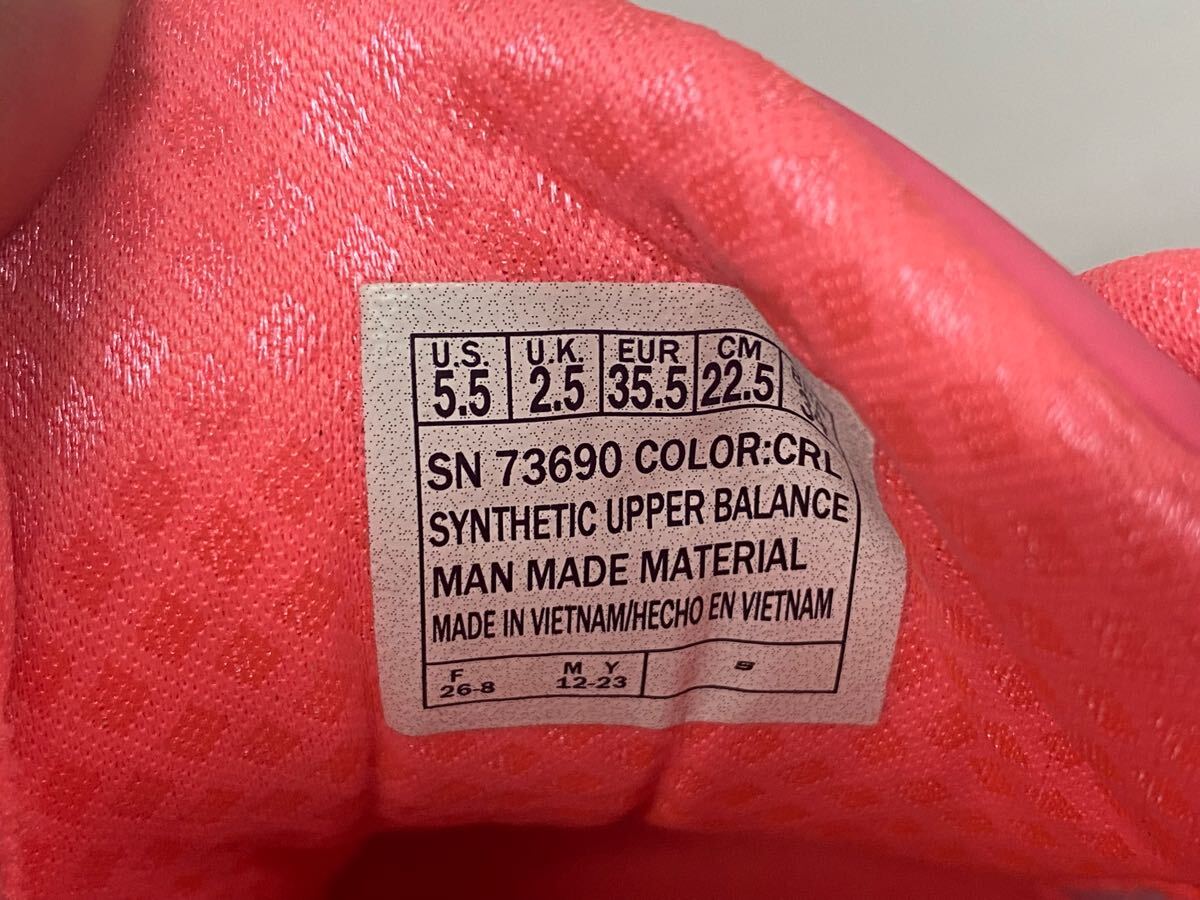 U.S. U.K. EUR CM
5.5 2.5 35.5 22.5
SN 73690 COLOR:CRL
SYNTHETIC UPPER BALANCE
MAN MADE MATERIAL
MADE IN VIETNAM/HECHO EN VIETNAM
F M Y
26-8 12-23